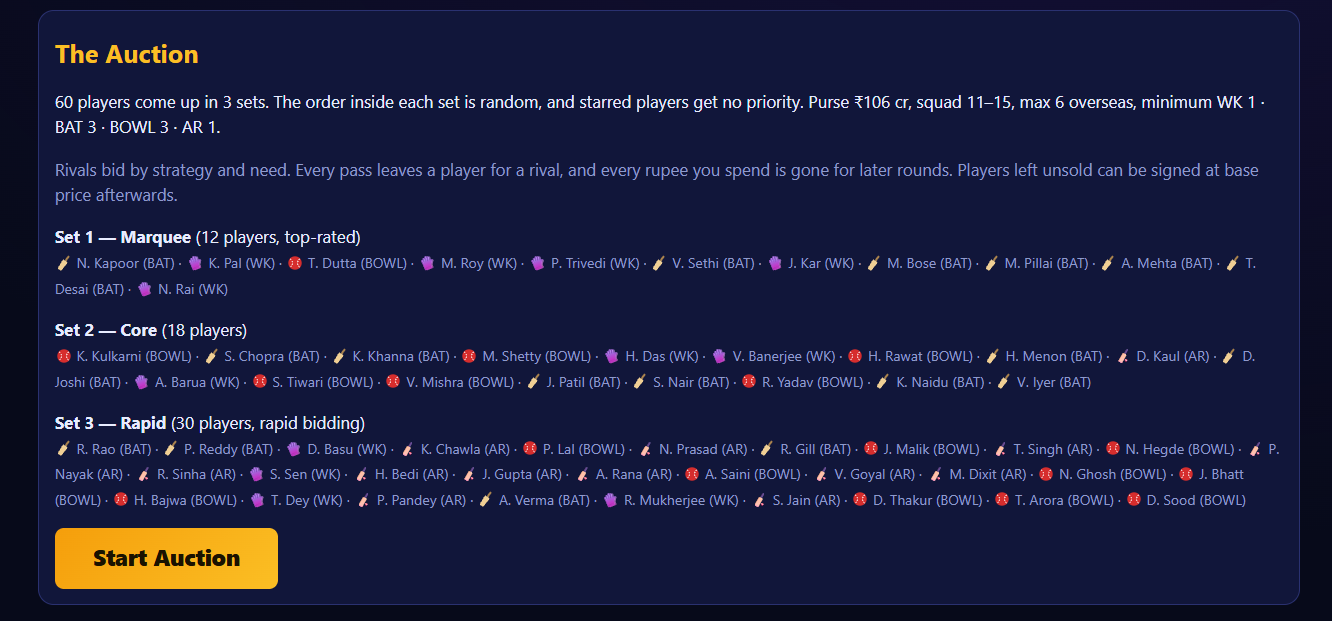 The Auction
60 players come up in 3 sets. The order inside each set is random, and starred players get no priority. Purse ₹106 cr, squad 11–15, max 6 overseas, minimum WK 1 ·
BAT 3 · BOWL 3 · AR 1.
Rivals bid by strategy and need. Every pass leaves a player for a rival, and every rupee you spend is gone for later rounds. Players left unsold can be signed at base
price afterwards.
Set 1 — Marquee (12 players, top-rated)
N. Kapoor (BAT) · K. Pal (WK) · T. Dutta (BOWL) · M. Roy (WK) · P. Trivedi (WK) · V. Sethi (BAT) · J. Kar (WK) · M. Bose (BAT) · M. Pillai (BAT) · A. Mehta (BAT) · T.
Desai (BAT) · N. Rai (WK)
Set 2 — Core (18 players)
K. Kulkarni (BOWL) · S. Chopra (BAT) · K. Khanna (BAT) · M. Shetty (BOWL) · H. Das (WK) · V. Banerjee (WK) · H. Rawat (BOWL) · H. Menon (BAT) · D. Kaul (AR) · D.
Joshi (BAT) · A. Barua (WK) · S. Tiwari (BOWL) · V. Mishra (BOWL) · J. Patil (BAT) · S. Nair (BAT) · R. Yadav (BOWL) · K. Naidu (BAT) · V. Iyer (BAT)
Set 3 — Rapid (30 players, rapid bidding)
R. Rao (BAT) · P. Reddy (BAT) · D. Basu (WK) · K. Chawla (AR) · P. Lal (BOWL) · N. Prasad (AR) · R. Gill (BAT) · J. Malik (BOWL) · T. Singh (AR) · N. Hegde (BOWL) · P.
Nayak (AR) · R. Sinha (AR) · S. Sen (WK) · H. Bedi (AR) · J. Gupta (AR) · A. Rana (AR) · A. Saini (BOWL) · V. Goyal (AR) · M. Dixit (AR) · N. Ghosh (BOWL) · J. Bhatt
(BOWL) · H. Bajwa (BOWL) · T. Dey (WK) · P. Pandey (AR) · A. Verma (BAT) · R. Mukherjee (WK) · S. Jain (AR) · D. Thakur (BOWL) · T. Arora (BOWL) · D. Sood (BOWL)
Start Auction